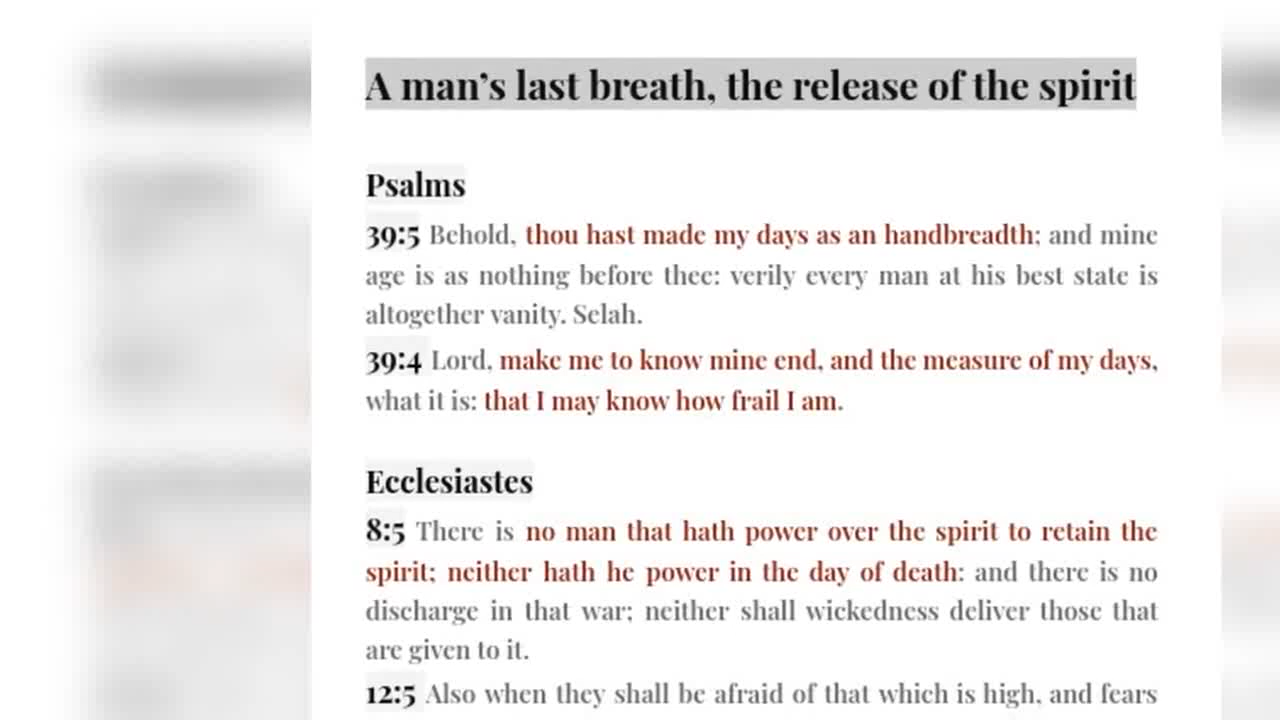 A man’s last breath, the release of the spirit
Psalms
39:5 Behold, thou hast made my days as an handbreadth; and mine
age is as nothing before thee: verily every man at his best state is
altogether vanity. Selah.
39:4 Lord, make me to know mine end, and the measure of my days,
what it is: that I may know how frail I am.
Ecclesiastes
8:5 There is no man that hath power over the spirit to retain the
spirit; neither hath he power in the day of death: and there is no
discharge in that war; neither shall wickedness deliver those that
are given to it.
12:5 Also when they shall be afraid of that which is high, and fears